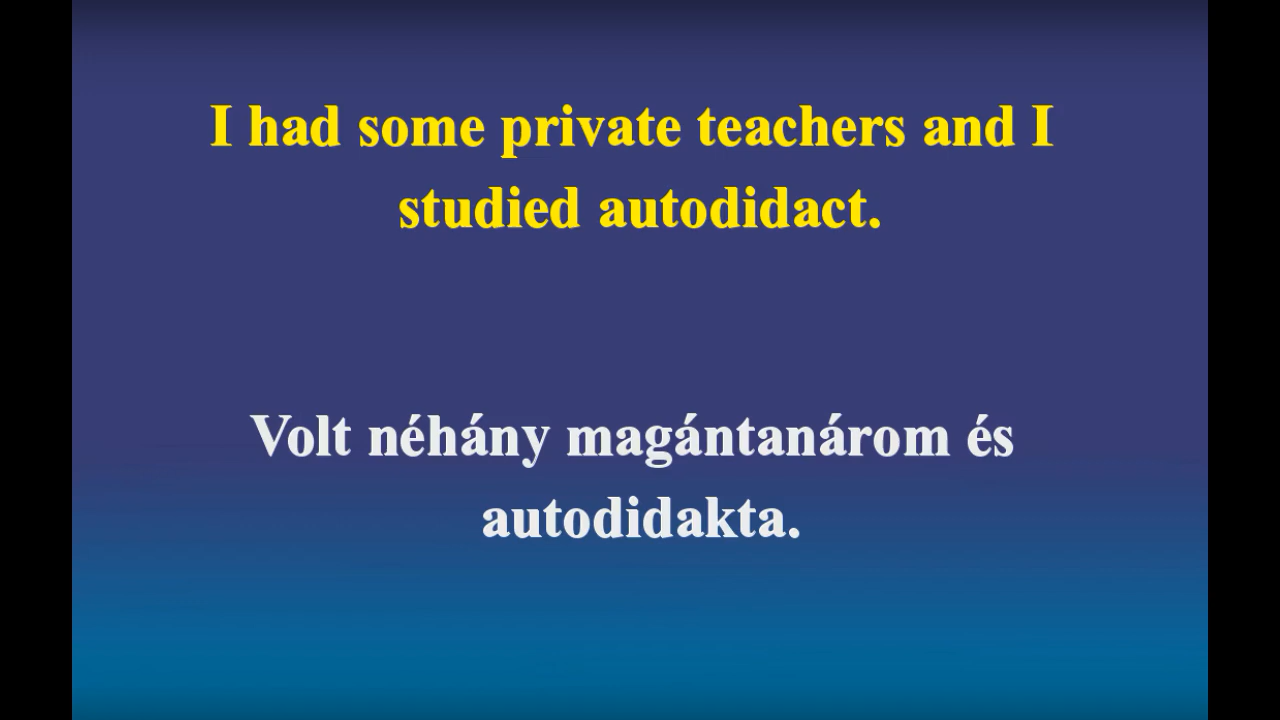 I had some private teachers and I
studied autodidact.
Volt néhány magántanárom és
autodidakta.